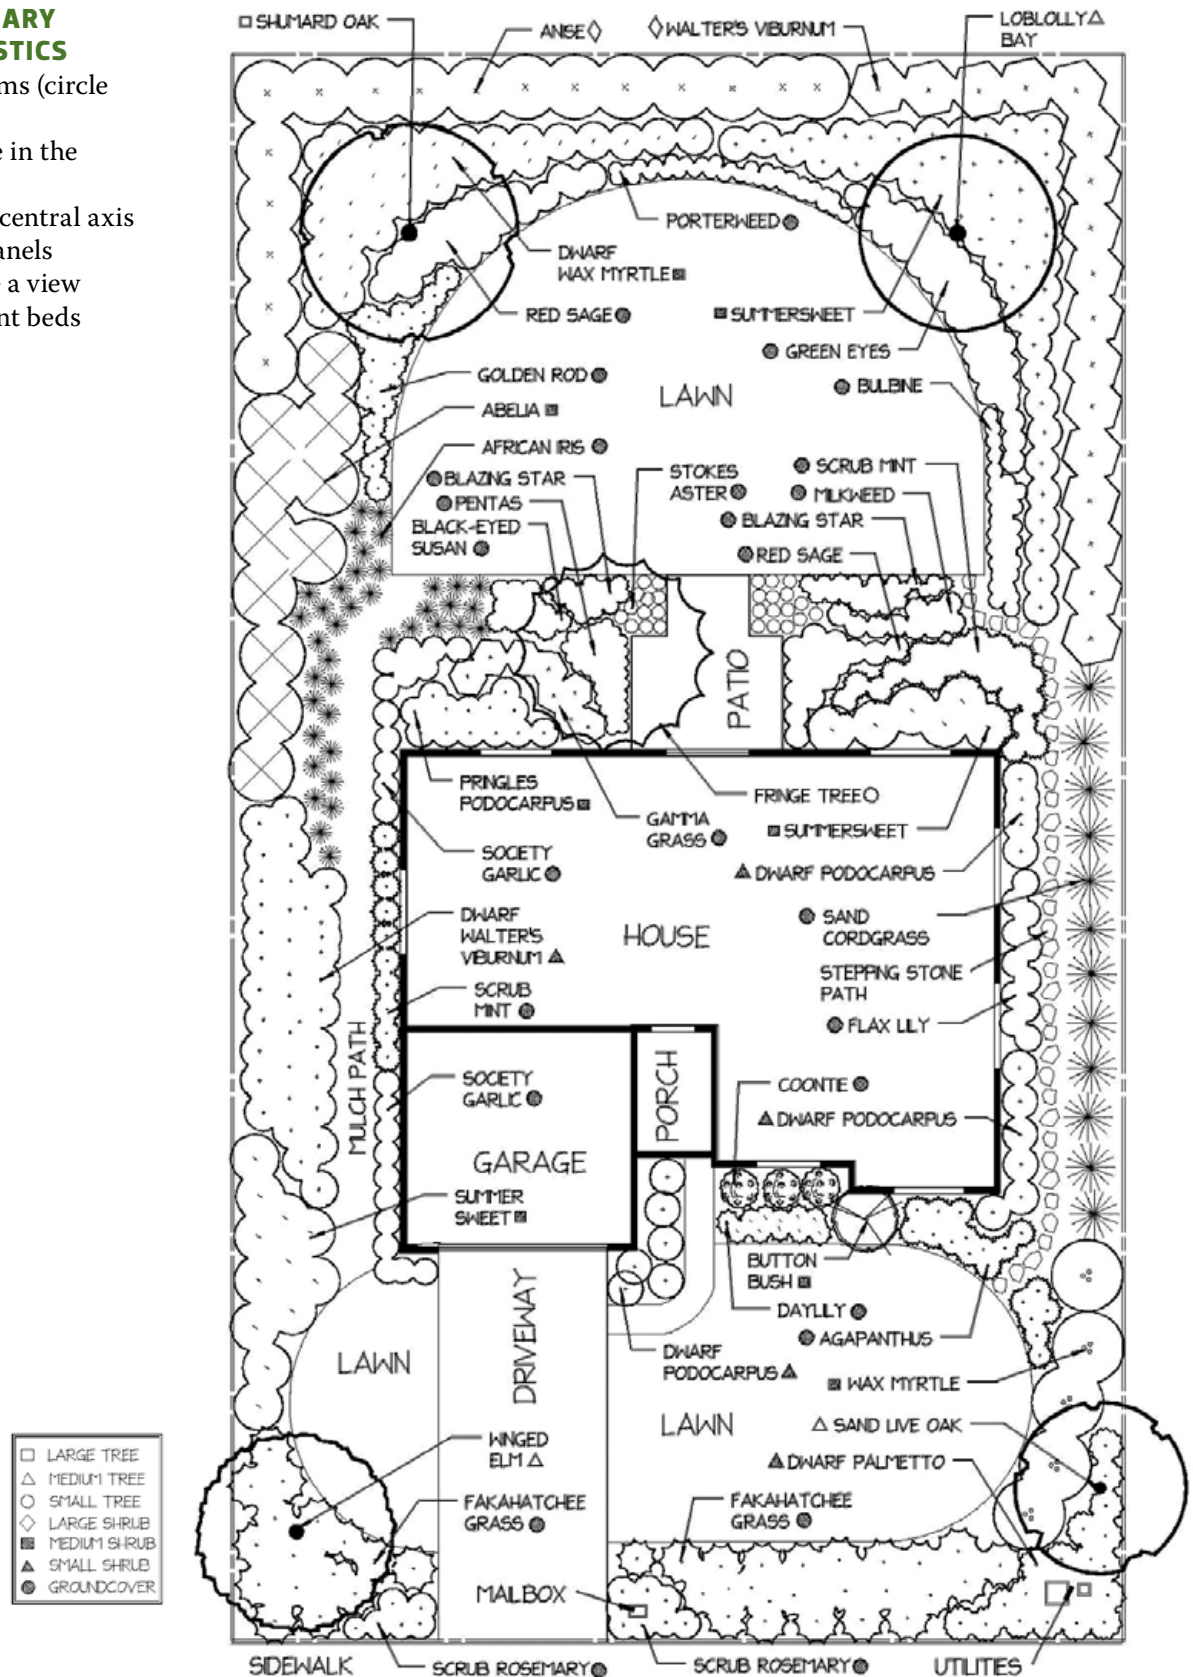 ARY
STICS
ms (circle
e in the
central axis
anels
e a view
nt beds
SHUMARD OAK
ANISE
WALTER'S VIBURNUM
LOBLOLLY
BAY
PORTERWEED
DWARF
WAX MYRTLE
RED SAGE
SUMMERSWEET
GREEN EYES
GOLDEN ROD
BULBINE
LAWN
ABELIA
AFRICAN IRIS
BLAZING STAR
PENTAS
BLACK-EYED
SUSAN
STOKES
ASTER
SCRUB MINT
MILKWEED
BLAZING STAR
RED SAGE
PATIO
PRINGLES
PODOCARPUS
GAMMA
GRASS
FRINGE TREE
SUMMERSWEET
SOCIETY
GARLIC
DWARF PODOCARPUS
DWARF
WALTER'S
VIBURNUM
HOUSE
SAND
CORDGRASS
STEPPING STONE
PATH
SCRUB
MINT
FLAX LILY
MULCH PATH
SOCIETY
GARLIC
PORCH
COONTIE
DWARF PODOCARPUS
GARAGE
SUMMER
SWEET
BUTTON
BUSH
DAYLILY
AGAPANTHUS
DRIVEWAY
LAWN
DWARF
PODOCARPUS
WAX MYRTLE
LAWN
SAND LIVE OAK
WINGED
ELM
DWARF PALMETTO
FAKAHATCHEE
GRASS
FAKAHATCHEE
GRASS
LARGE TREE
MEDIUM TREE
SMALL TREE
LARGE SHRUB
MEDIUM SHRUB
SMALL SHRUB
GROUNDCOVER
MAILBOX
SIDEWALK
SCRUB ROSEMARY
SCRUB ROSEMARY
UTILITIES